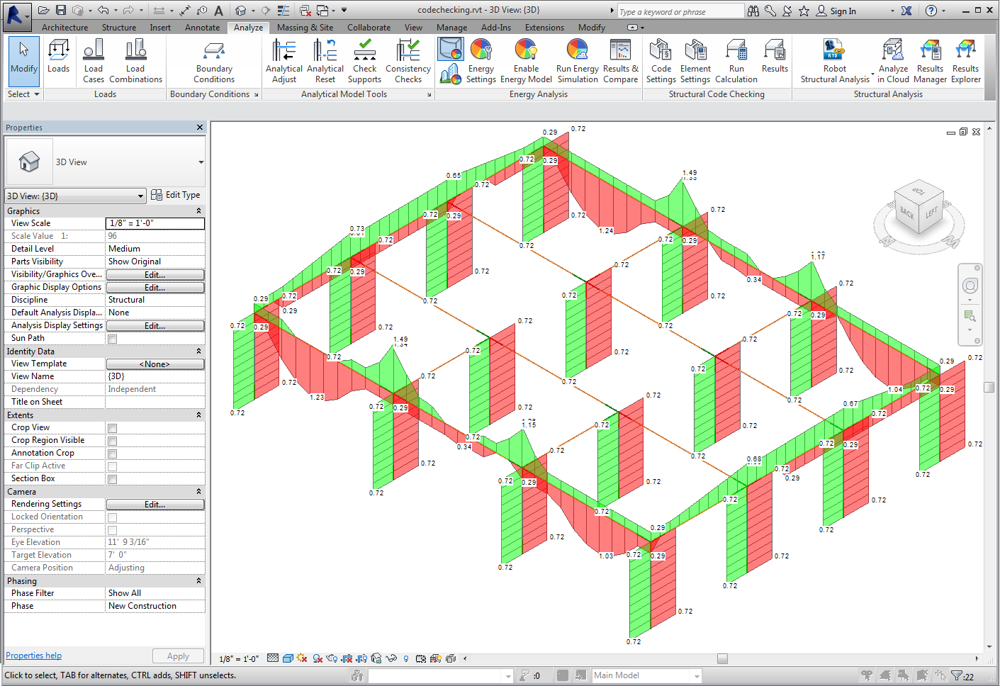 codechecking.rvt - 3D View: {3D}
Type a keyword or phrase
Sign In
Architecture Structure Insert Annotate Analyze Massing & Site Collaborate View Manage Add-Ins Extensions Modify
Modify Loads Load Cases Load Combinations Boundary Conditions Analytical Adjust Analytical Reset Check Supports Consistency Checks Energy Settings Enable Energy Model Run Energy Simulation Results & Compare Code Settings Element Settings Run Calculation Results Robot Structural Analysis Analyze in Cloud Results Manager Results Explorer
RTD
Select Loads Boundary Conditions Analytical Model Tools Energy Analysis Structural Code Checking Structural Analysis
Properties
3D View
3D View: {3D} Edit Type
Graphics
View Scale 1/8" = 1'-0"
Scale Value 1: 96
Detail Level Medium
Parts Visibility Show Original
Visibility/Graphics Ove... Edit...
Graphic Display Options Edit...
Discipline Structural
Default Analysis Displa... None
Analysis Display Settings Edit...
Sun Path
Identity Data
View Template <None>
View Name {3D}
Dependency Independent
Title on Sheet
Extents
Crop View
Crop Region Visible
Annotation Crop
Far Clip Active
Section Box
Camera
Rendering Settings Edit...
Locked Orientation
Perspective
Eye Elevation 11' 9 3/16"
Target Elevation 7' 0"
Camera Position Adjusting
Phasing
Phase Filter Show All
Phase New Construction
Properties help Apply
0.29 0.72
0.72 0.29
0.65 1.49
0.72
0.72 0.29 0.72 0.72
0.73 1.24
0.72 0.72 0.72 0.29
1.17
0.72 0.29 0.72 0.72
0.34 0.72
0.29 0.72 0.72 0.72
0.29 0.72 0.72 0.29
0.72 0.29 0.72 0.72 0.72
1.49 0.72
0.72 0.72 0.72 0.29 0.72
0.72 0.72 0.72 0.72
1.23 0.72 0.72 1.04 0.72 0.29
0.72 0.29 0.72 0.67
0.72 1.15 0.72 0.72 0.72
0.34 0.72 0.72 0.29 0.72
0.72 0.72 0.68
0.72 0.72 0.72 0.29
0.72 0.29 0.72 0.72
0.72 0.72 0.72
0.29 0.72
0.72 1.03 0.72 0.29 0.72
0.72 0.72
0.72
0.72
TOP
BACK LEFT
1/8" = 1'-0"
Click to select, TAB for alternates, CTRL adds, SHIFT unselects. :0 Main Model :22